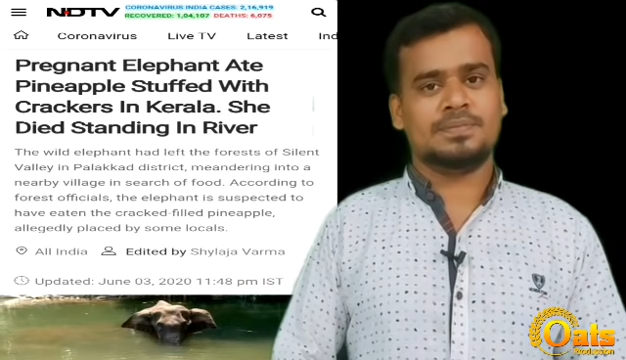 NDTV
CORONAVIRUS INDIA CASES: 2,16,919
RECOVERED: 1,04,107 DEATHS: 6,075
Coronavirus Live TV Latest Ind
Pregnant Elephant Ate
Pineapple Stuffed With
Crackers In Kerala. She
Died Standing In River
The wild elephant had left the forests of Silent
Valley in Palakkad district, meandering into a
nearby village in search of food. According to
forest officials, the elephant is suspected to
have eaten the cracked-filled pineapple,
allegedly placed by some locals.
All India Edited by Shylaja Varma
Updated: June 03, 2020 11:48 pm IST
Oats